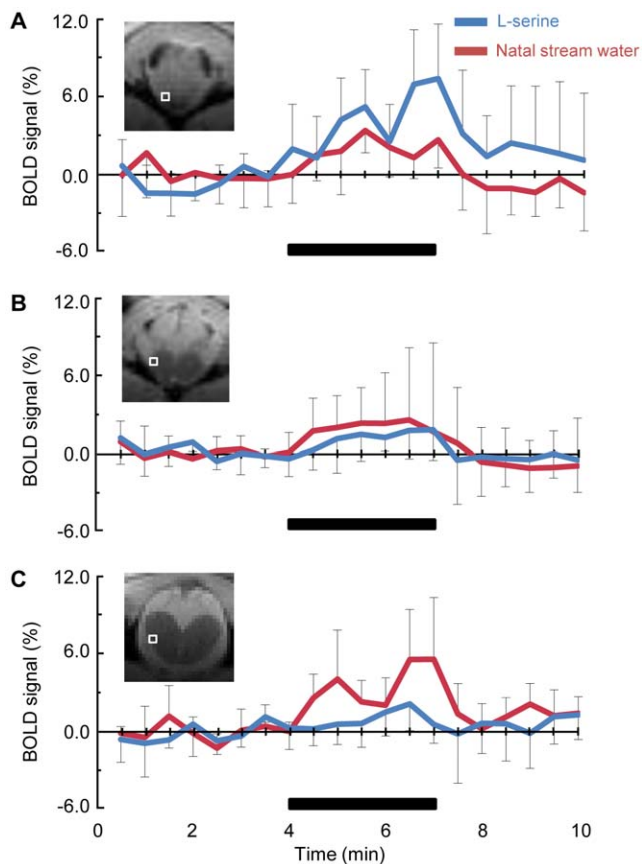 A
BOLD signal (%)
12.0
6.0
0.0
-6.0
L-serine
Natal stream water
B
BOLD signal (%)
12.0
6.0
0.0
-6.0
C
BOLD signal (%)
12.0
6.0
0.0
-6.0
0 2 4 6 8 10
Time (min)